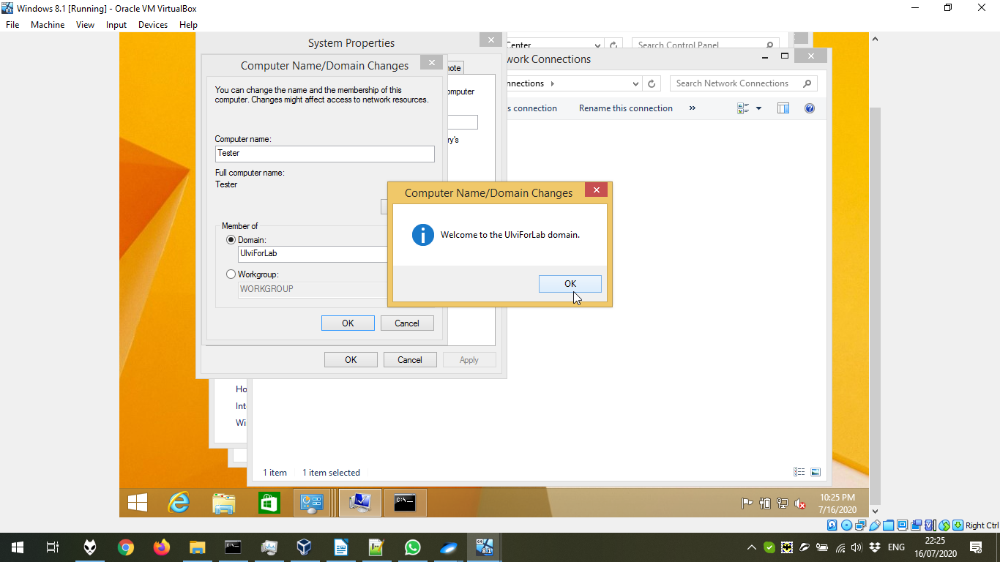 Windows 8.1 [Running] - Oracle VM VirtualBox
File Machine View Input Devices Help
System Properties
Center
Search Control Panel
Computer Name/Domain Changes
work Connections
note
You can change the name and the membership of this
computer. Changes might affect access to network resources.
nnections
Search Network Connections
omputer
s connection
Rename this connection
»
ry's
Computer name:
Tester
Full computer name:
Tester
Computer Name/Domain Changes
Welcome to the UlviForLab domain.
OK
Member of
Domain:
UlviForLab
Workgroup:
WORKGROUP
OK
Cancel
OK
Cancel
Apply
Ho
Int
Wi
1 item
1 item selected
10:25 PM
7/16/2020
Right Ctrl
ENG
22:25
16/07/2020